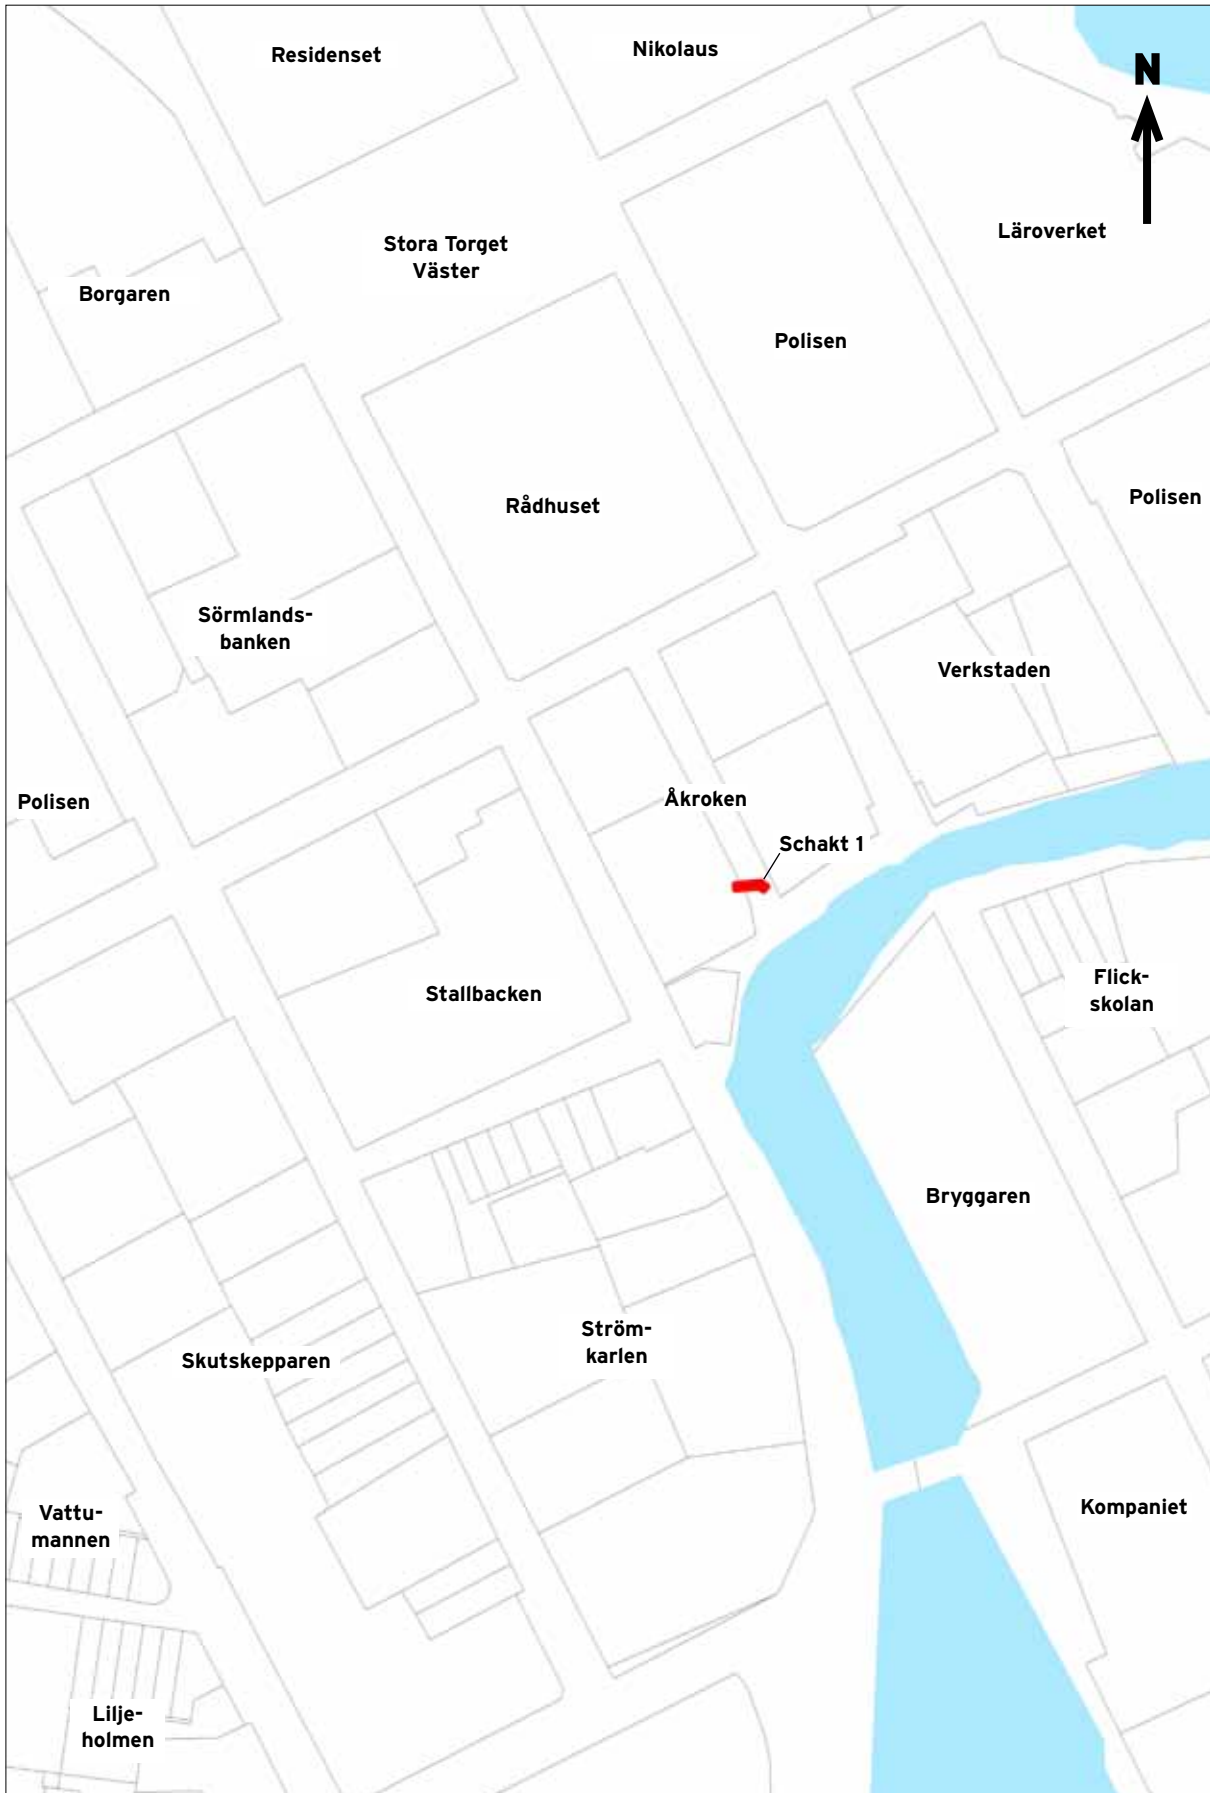 Residenset
Nikolaus
N
Läroverket
Stora Torget
Väster
Borgaren
Polisen
Rådhuset
Polisen
Sörmlands-
banken
Verkstaden
Polisen
Åkroken
Schakt 1
Stallbacken
Flick-
skolan
Bryggaren
Ström-
karlen
Skutskepparen
Vattu-
mannen
Kompaniet
Lilje-
holmen